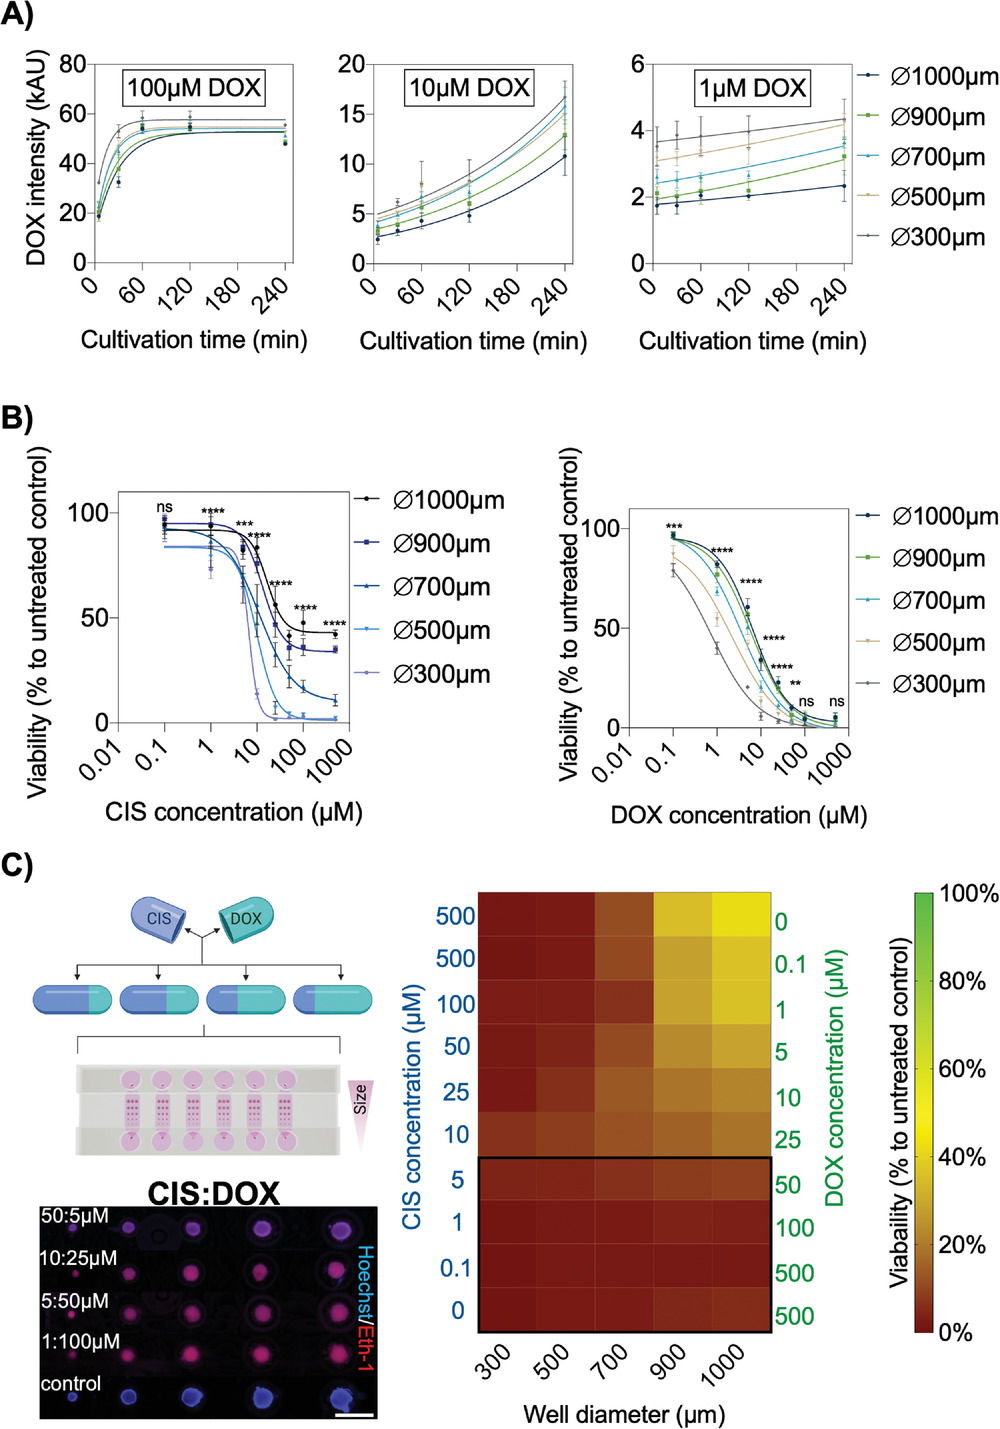 A)
100µM DOX
10µM DOX
1µM DOX
DOX intensity (kAU)
80
60
40
20
0
0
60
120
180
240
Cultivation time (min)
20
15
10
5
0
0
60
120
180
240
Cultivation time (min)
6
4
2
0
0
60
120
180
240
Cultivation time (min)
∅1000µm
∅900µm
∅700µm
∅500µm
∅300µm
B)
Viability (% to untreated control)
100
50
0
ns
****
***
****
****
****
****
0.01
0.1
1
10
100
1000
CIS concentration (µM)
∅1000µm
∅900µm
∅700µm
∅500µm
∅300µm
Viability (% to untreated control)
100
50
0
***
****
****
****
****
**
ns
ns
0.01
0.1
1
10
100
1000
DOX concentration (µM)
∅1000µm
∅900µm
∅700µm
∅500µm
∅300µm
C)
CIS
DOX
Size
CIS:DOX
50:5µM
10:25µM
5:50µM
1:100µM
control
Hoechst/Eth-1
CIS concentration (µM)
500
500
100
50
25
10
5
1
0.1
0
0
0.1
1
5
10
25
50
100
500
500
DOX concentration (µM)
300
500
700
900
1000
Well diameter (µm)
Viabaility (% to untreated control)
100%
80%
60%
40%
20%
0%